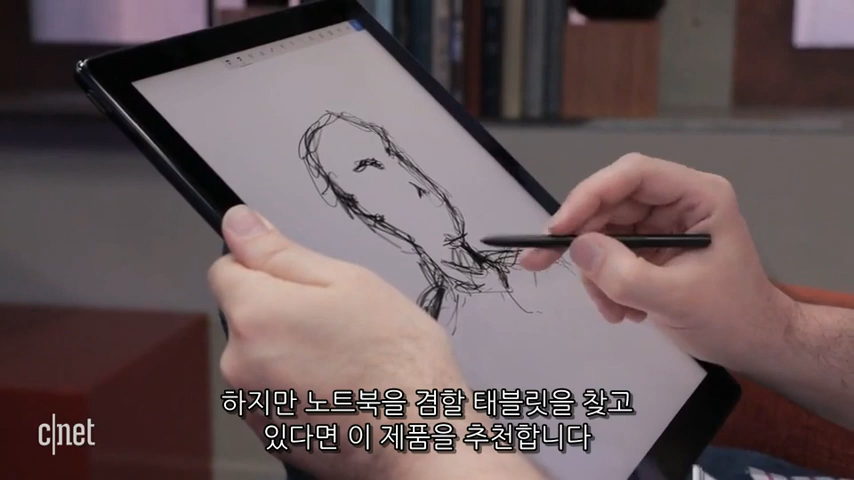 c|net
하지만 노트북을 겸할 태블릿을 찾고
있다면 이 제품을 추천합니다